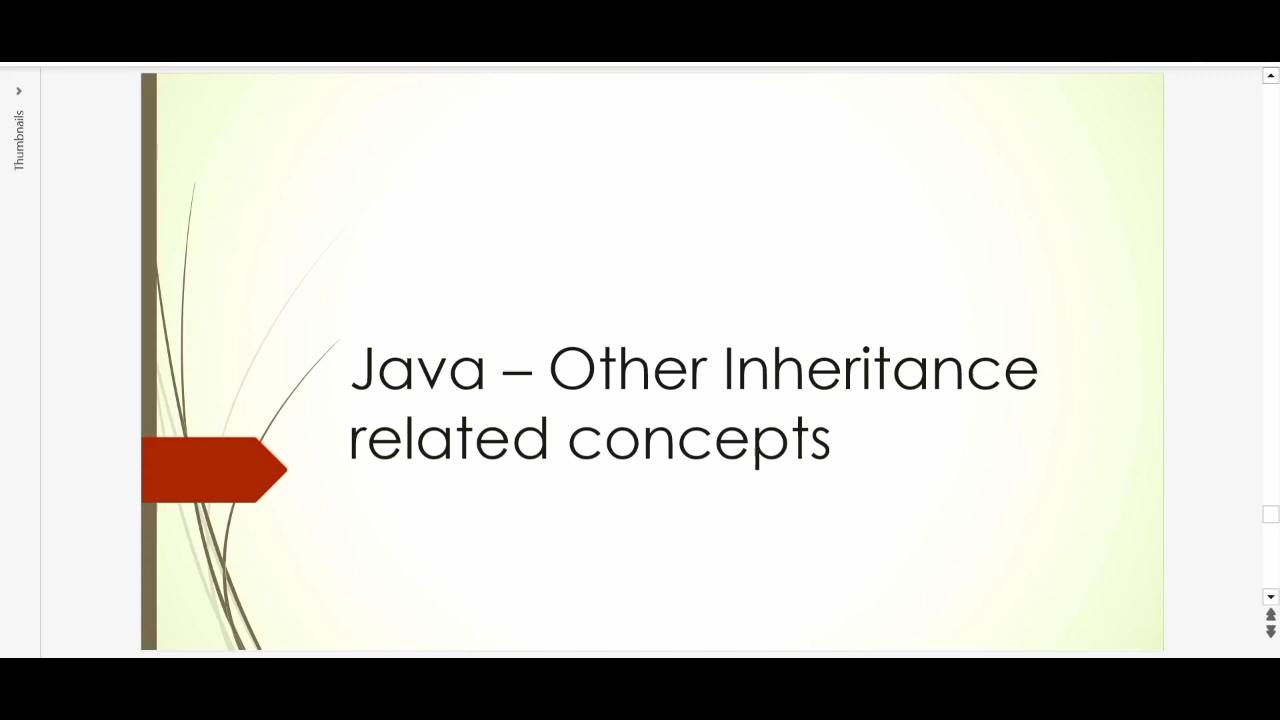 Thumbnails
Java – Other Inheritance
related concepts